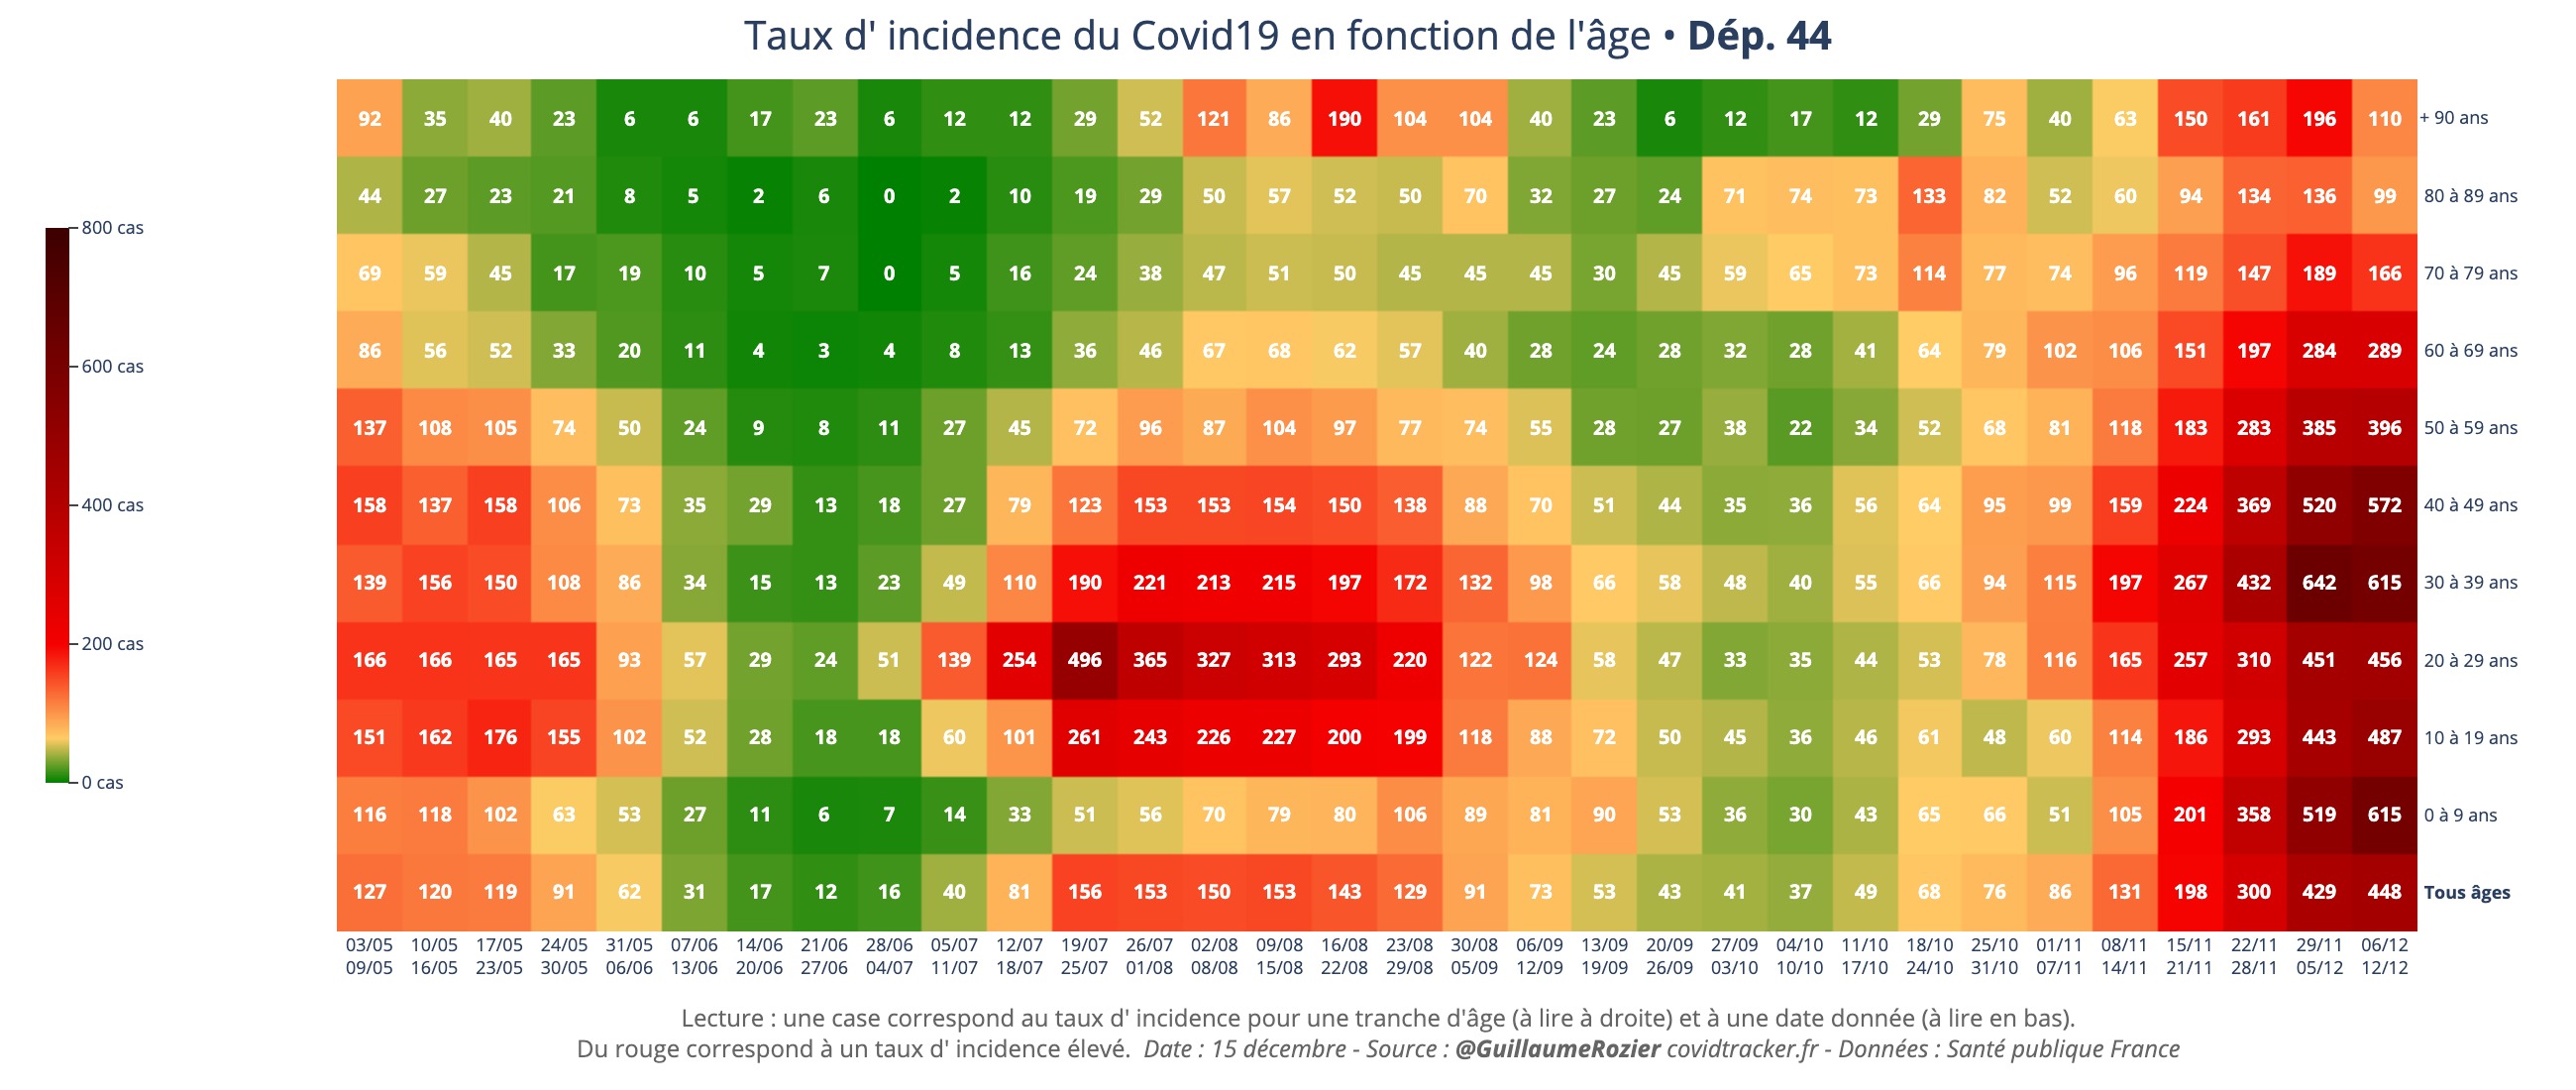 Taux d' incidence du Covid19 en fonction de l'âge • Dép. 44
800 cas
600 cas
400 cas
200 cas
0 cas
92 35 40 23 6 6 17 23 6 12 12 29 52 121 86 190 104 104 40 23 6 12 17 12 29 75 40 63 150 161 196 110 + 90 ans
44 27 23 21 8 5 2 6 0 2 10 19 29 50 57 52 50 70 32 27 24 71 74 73 133 82 52 60 94 134 136 99 80 à 89 ans
69 59 45 17 19 10 5 7 0 5 16 24 38 47 51 50 45 45 45 30 45 59 65 73 114 77 74 96 119 147 189 166 70 à 79 ans
86 56 52 33 20 11 4 3 4 8 13 36 46 67 68 62 57 40 28 24 28 32 28 41 64 79 102 106 151 197 284 289 60 à 69 ans
137 108 105 74 50 24 9 8 11 27 45 72 96 87 104 97 77 74 55 28 27 38 22 34 52 68 81 118 183 283 385 396 50 à 59 ans
158 137 158 106 73 35 29 13 18 27 79 123 153 153 154 150 138 88 70 51 44 35 36 56 64 95 99 159 224 369 520 572 40 à 49 ans
139 156 150 108 86 34 15 13 23 49 110 190 221 213 215 197 172 132 98 66 58 48 40 55 66 94 115 197 267 432 642 615 30 à 39 ans
166 166 165 165 93 57 29 24 51 139 254 496 365 327 313 293 220 122 124 58 47 33 35 44 53 78 116 165 257 310 451 456 20 à 29 ans
151 162 176 155 102 52 28 18 18 60 101 261 243 226 227 200 199 118 88 72 50 45 36 46 61 48 60 114 186 293 443 487 10 à 19 ans
116 118 102 63 53 27 11 6 7 14 33 51 56 70 79 80 106 89 81 90 53 36 30 43 65 66 51 105 201 358 519 615 0 à 9 ans
127 120 119 91 62 31 17 12 16 40 81 156 153 150 153 143 129 91 73 53 43 41 37 49 68 76 86 131 198 300 429 448 Tous âges
03/05 10/05 17/05 24/05 31/05 07/06 14/06 21/06 28/06 05/07 12/07 19/07 26/07 02/08 09/08 16/08 23/08 30/08 06/09 13/09 20/09 27/09 04/10 11/10 18/10 25/10 01/11 08/11 15/11 22/11 29/11 06/12
09/05 16/05 23/05 30/05 06/06 13/06 20/06 27/06 04/07 11/07 18/07 25/07 01/08 08/08 15/08 22/08 29/08 05/09 12/09 19/09 26/09 03/10 10/10 17/10 24/10 31/10 07/11 14/11 21/11 28/11 05/12 12/12
Lecture : une case correspond au taux d' incidence pour une tranche d'âge (à lire à droite) et à une date donnée (à lire en bas).
Du rouge correspond à un taux d' incidence élevé. Date : 15 décembre - Source : @GuillaumeRozier covidtracker.fr - Données : Santé publique France